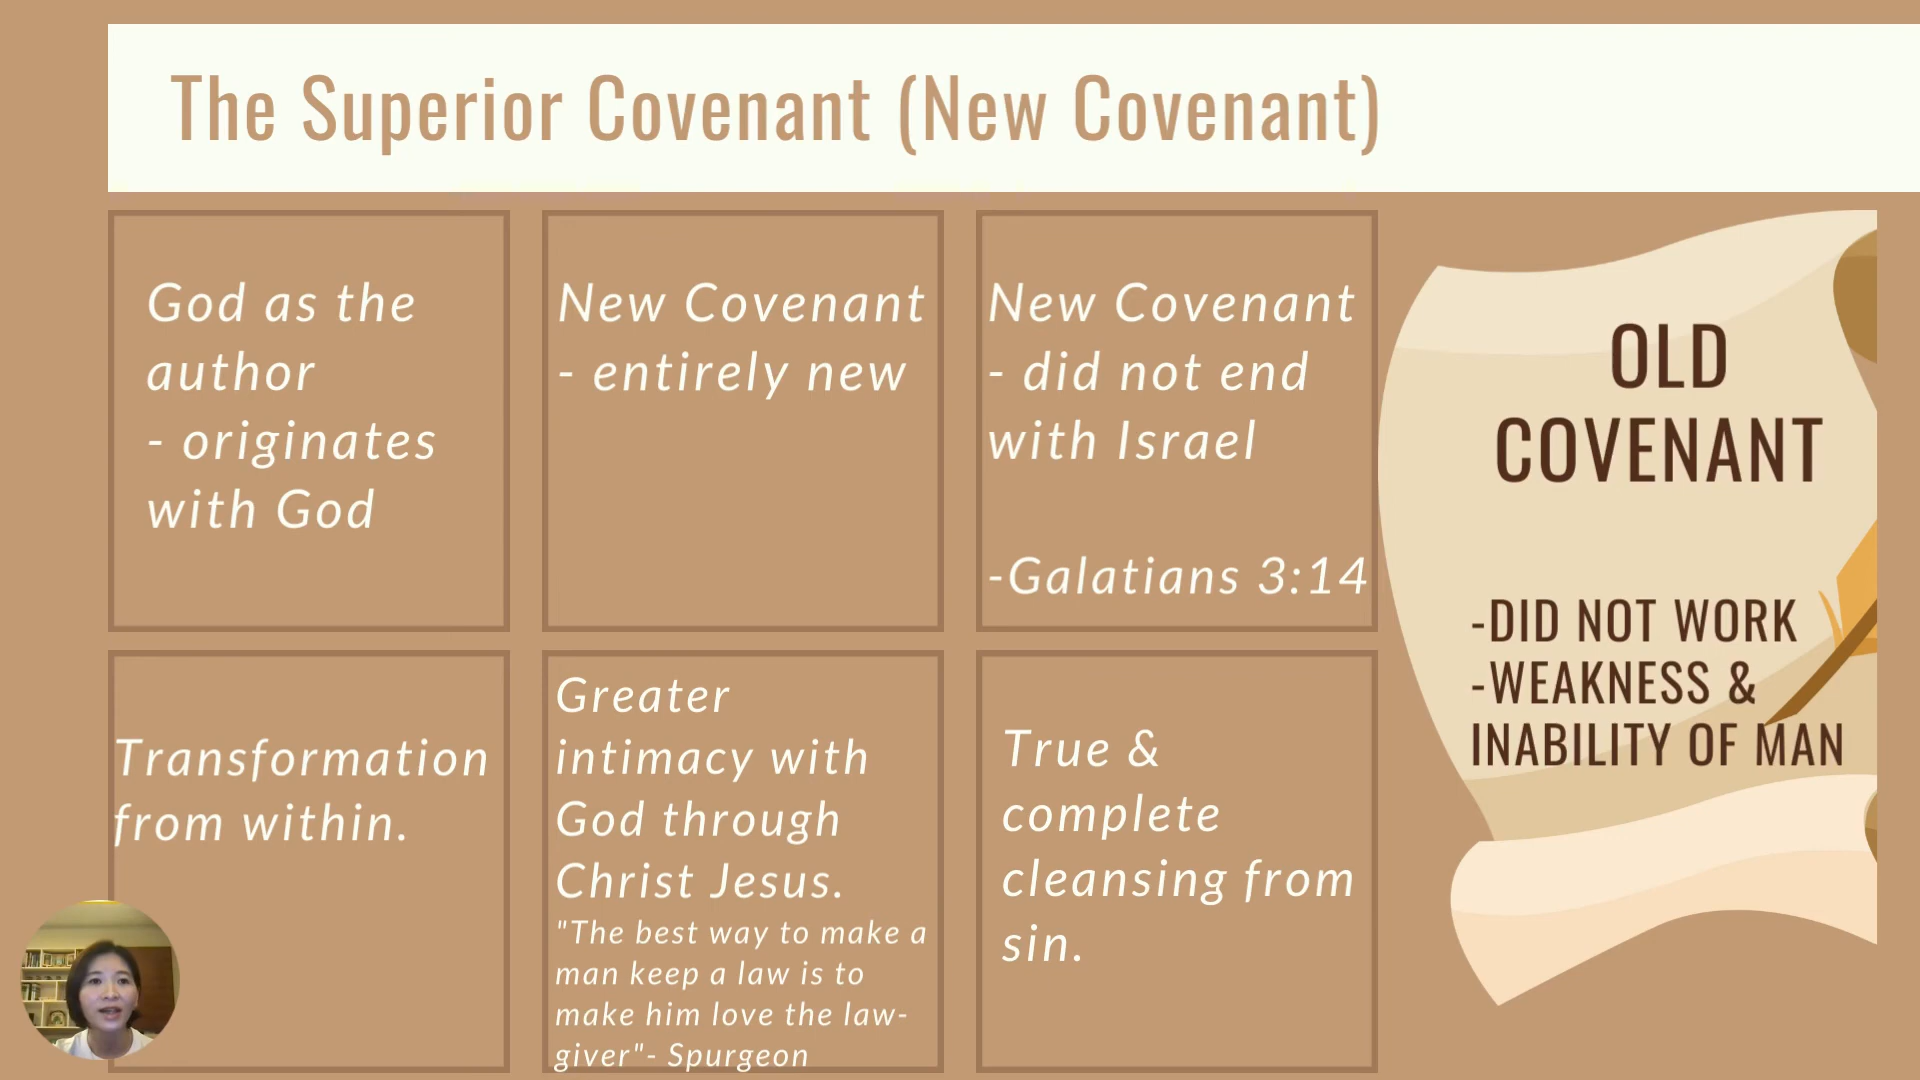 The Superior Covenant (New Covenant)
God as the
author
- originates
with God
New Covenant
- entirely new
New Covenant
- did not end
with Israel
-Galatians 3:14
OLD
COVENANT
-DID NOT WORK
-WEAKNESS &
INABILITY OF MAN
Transformation
from within.
Greater
intimacy with
God through
Christ Jesus.
"The best way to make a
man keep a law is to
make him love the law-
giver"- Spurgeon
True &
complete
cleansing from
sin.